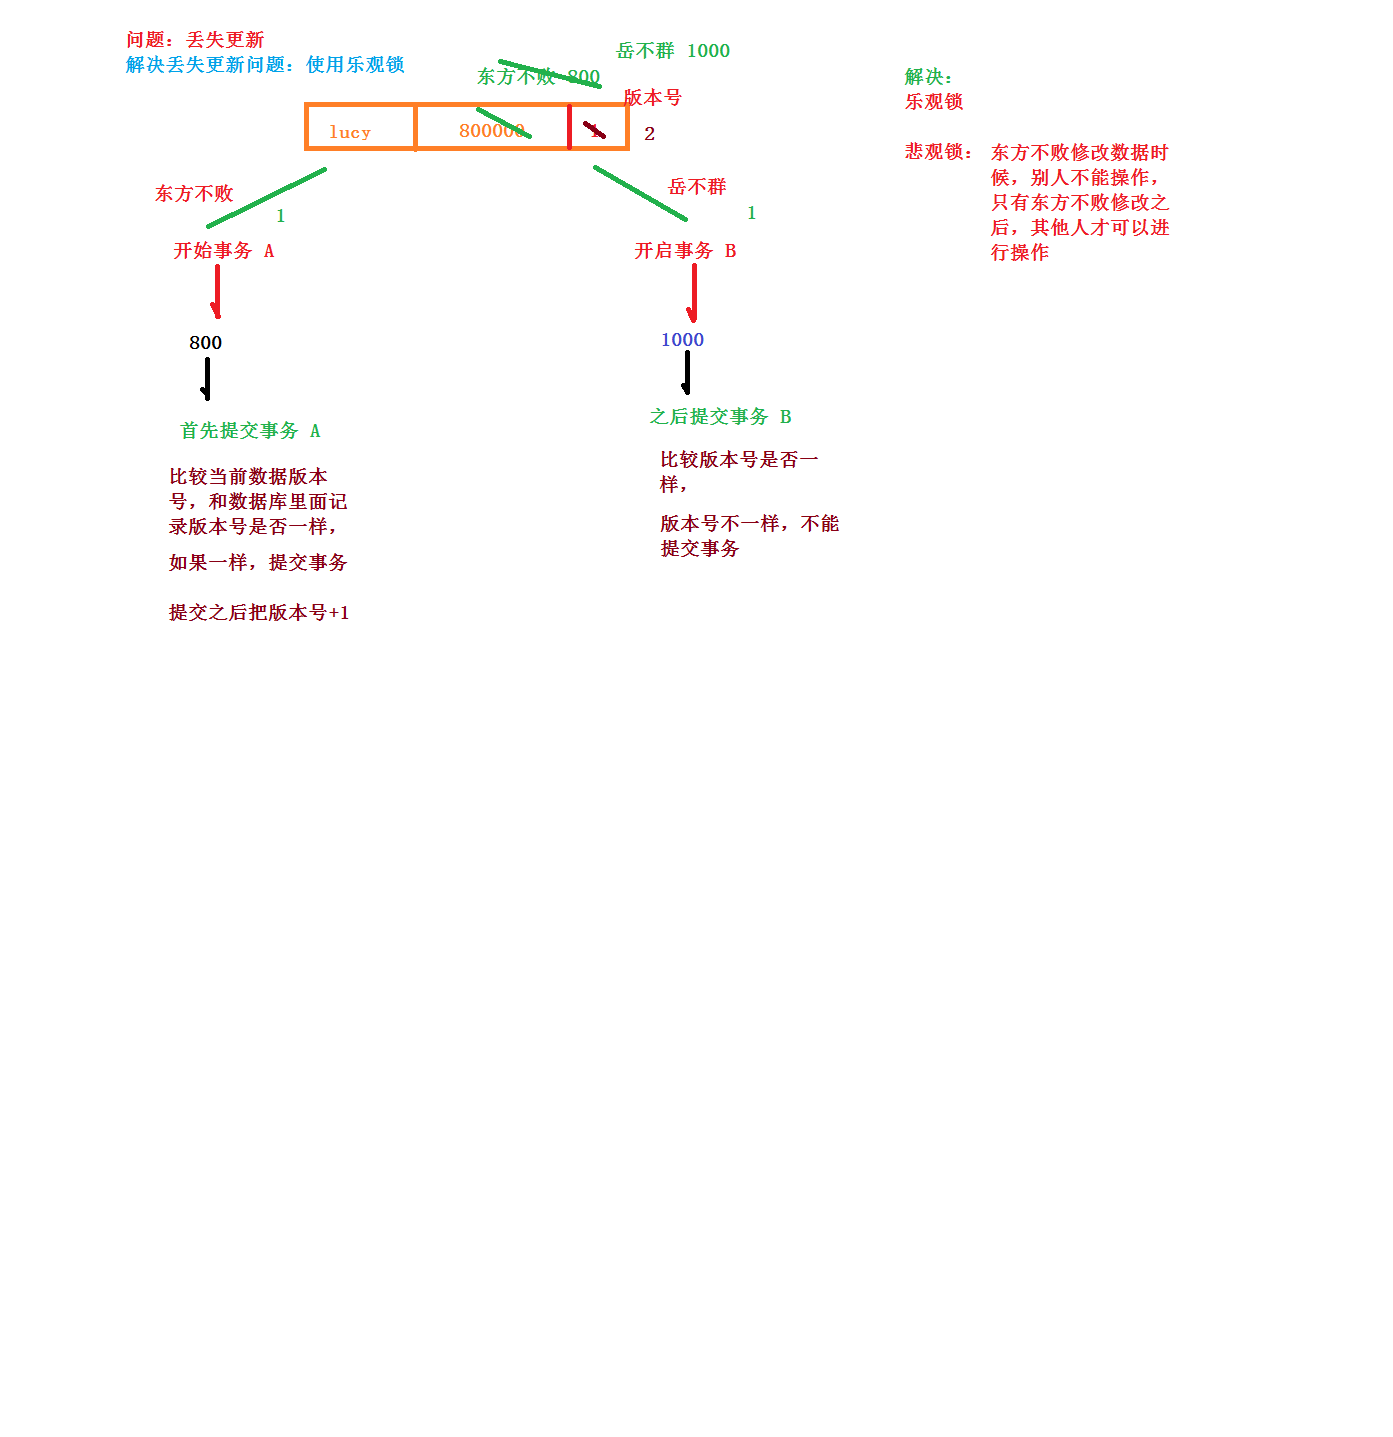 问题：丢失更新
解决丢失更新问题：使用乐观锁
岳不群 1000
东方不败 800
版本号
lucy
800000
1
2
东方不败
1
开始事务 A
800
首先提交事务 A
比较当前数据版本
号，和数据库里面记
录版本号是否一样，
如果一样，提交事务
提交之后把版本号+1
岳不群
1
开启事务 B
1000
之后提交事务 B
比较版本号是否一
样，
版本号不一样，不能
提交事务
解决：
乐观锁
悲观锁：
东方不败修改数据时
候，别人不能操作，
只有东方不败修改之
后，其他人才可以进
行操作